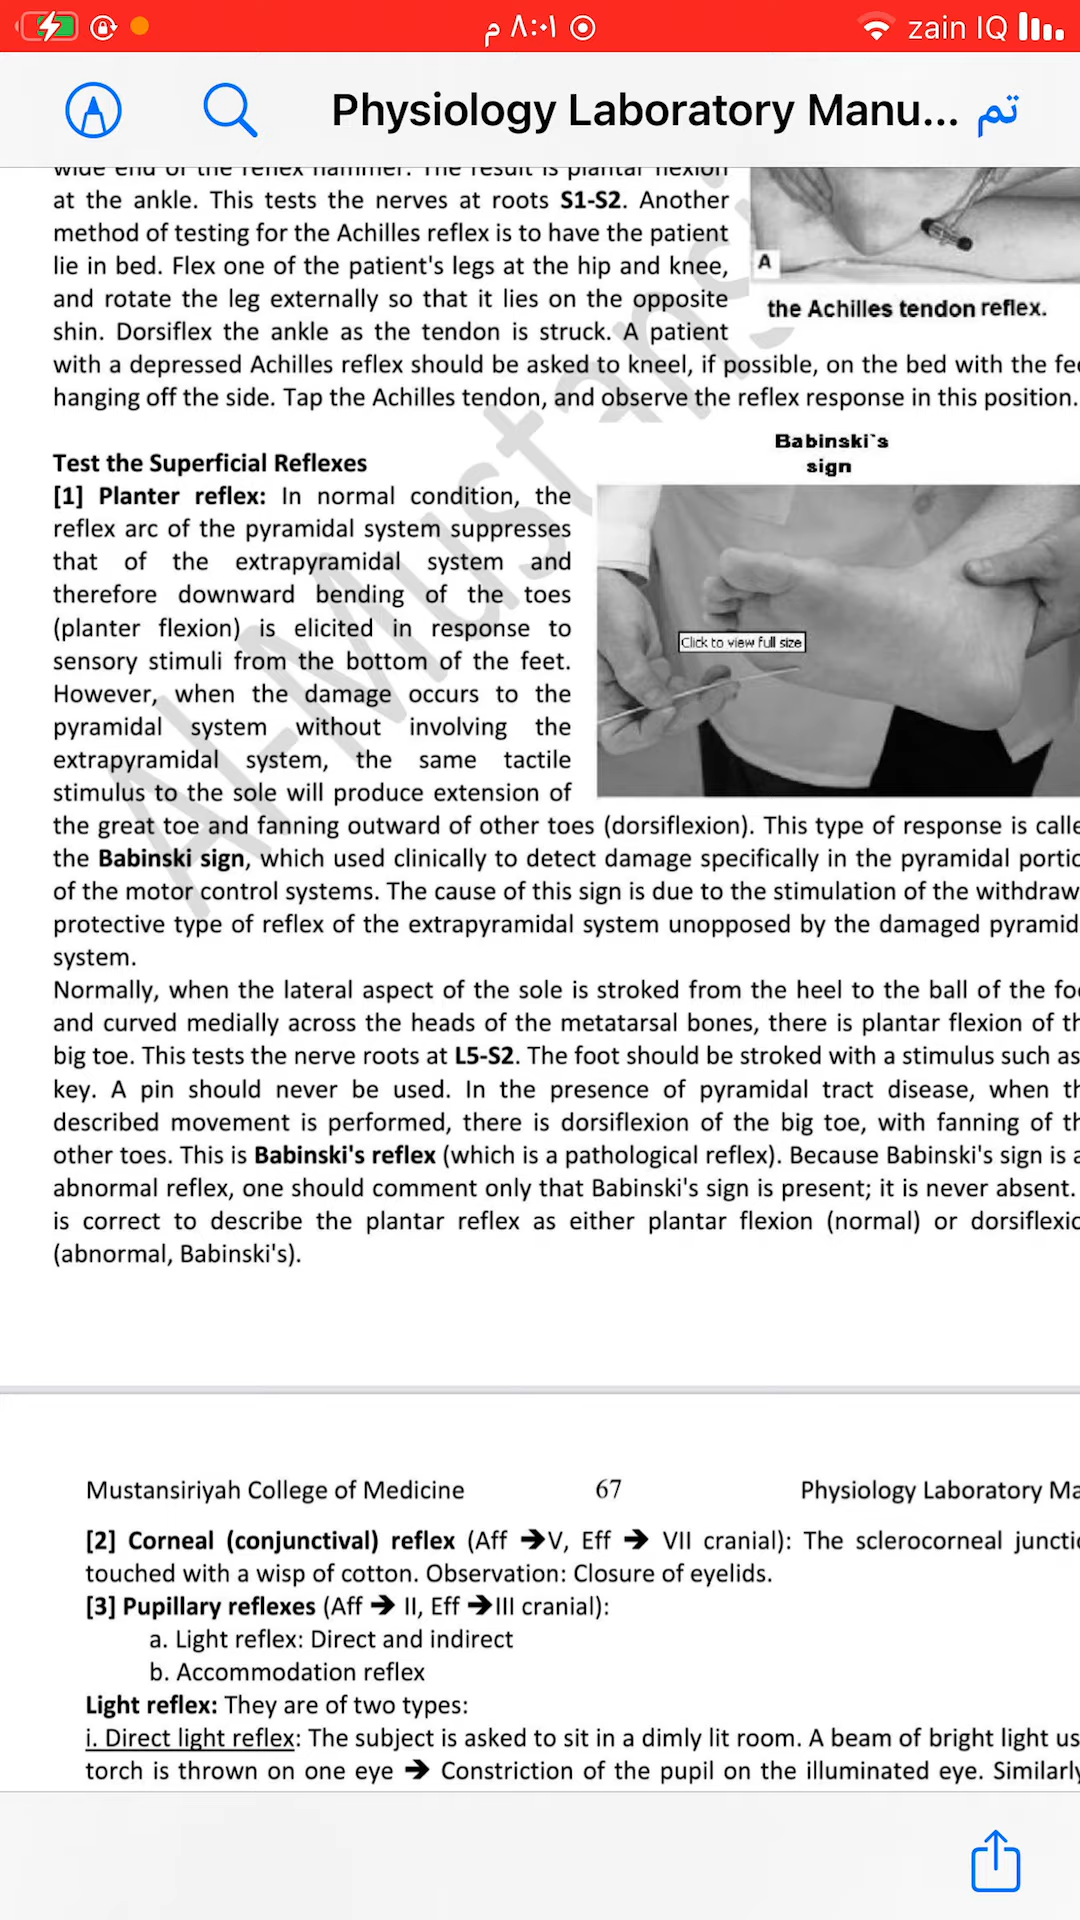 ٨:٠١ م
zain IQ
Physiology Laboratory Manu...
تم
wide end of the reflex hammer. The result is plantar flexion
at the ankle. This tests the nerves at roots S1-S2. Another
method of testing for the Achilles reflex is to have the patient
lie in bed. Flex one of the patient's legs at the hip and knee,
and rotate the leg externally so that it lies on the opposite
shin. Dorsiflex the ankle as the tendon is struck. A patient
with a depressed Achilles reflex should be asked to kneel, if possible, on the bed with the fee
hanging off the side. Tap the Achilles tendon, and observe the reflex response in this position.
A
the Achilles tendon reflex.
Babinski`s
sign
Click to view full size
Test the Superficial Reflexes
[1] Planter reflex: In normal condition, the
reflex arc of the pyramidal system suppresses
that of the extrapyramidal system and
therefore downward bending of the toes
(planter flexion) is elicited in response to
sensory stimuli from the bottom of the feet.
However, when the damage occurs to the
pyramidal system without involving the
extrapyramidal system, the same tactile
stimulus to the sole will produce extension of
the great toe and fanning outward of other toes (dorsiflexion). This type of response is calle
the Babinski sign, which used clinically to detect damage specifically in the pyramidal portic
of the motor control systems. The cause of this sign is due to the stimulation of the withdraw
protective type of reflex of the extrapyramidal system unopposed by the damaged pyramid
system.
Normally, when the lateral aspect of the sole is stroked from the heel to the ball of the foo
and curved medially across the heads of the metatarsal bones, there is plantar flexion of th
big toe. This tests the nerve roots at L5-S2. The foot should be stroked with a stimulus such as
key. A pin should never be used. In the presence of pyramidal tract disease, when th
described movement is performed, there is dorsiflexion of the big toe, with fanning of th
other toes. This is Babinski's reflex (which is a pathological reflex). Because Babinski's sign is a
abnormal reflex, one should comment only that Babinski's sign is present; it is never absent.
is correct to describe the plantar reflex as either plantar flexion (normal) or dorsiflexic
(abnormal, Babinski's).
Al-Mustansi
Mustansiriyah College of Medicine 67 Physiology Laboratory Ma
[2] Corneal (conjunctival) reflex (Aff ➔V, Eff ➔ VII cranial): The sclerocorneal juncti
touched with a wisp of cotton. Observation: Closure of eyelids.
[3] Pupillary reflexes (Aff ➔ II, Eff ➔III cranial):
a. Light reflex: Direct and indirect
b. Accommodation reflex
Light reflex: They are of two types:
i. Direct light reflex: The subject is asked to sit in a dimly lit room. A beam of bright light us
torch is thrown on one eye ➔ Constriction of the pupil on the illuminated eye. Similarly